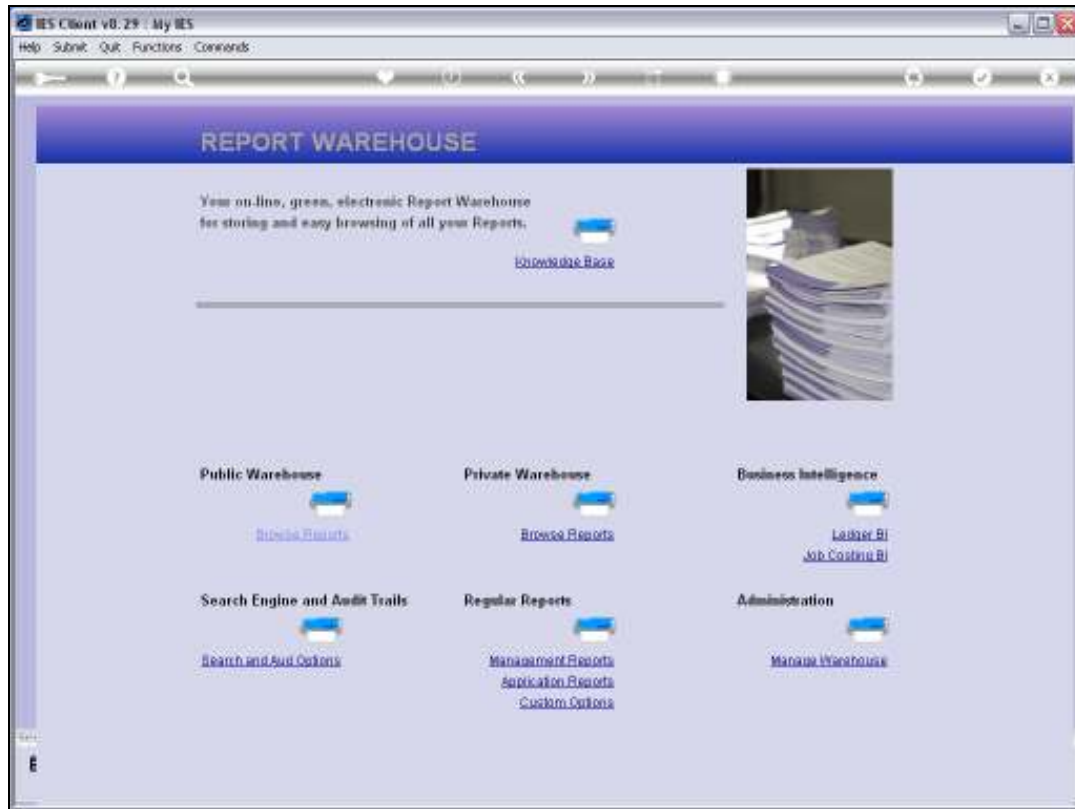 IES Client v8.29 : My IES
Help Submit Quit Functions Commands
REPORT WAREHOUSE
Your on-line, green, electronic Report Warehouse
for storing and easy browsing of all your Reports.
Knowledge Base
Public Warehouse
Private Warehouse
Business Intelligence
Browse Reports
Browse Reports
Ledger BI
Job Costing BI
Search Engine and Audit Trails
Regular Reports
Administration
Search and Aud Options
Management Reports
Manage Warehouse
Application Reports
Custom Options